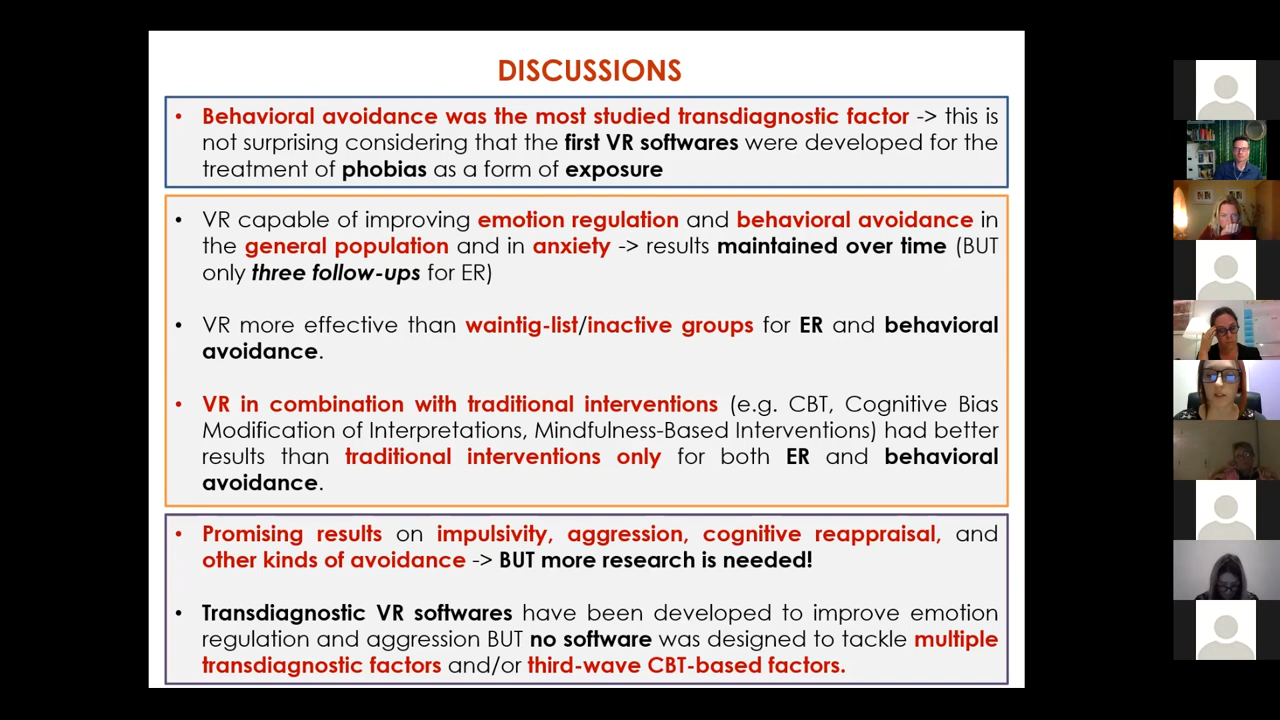 DISCUSSIONS
• Behavioral avoidance was the most studied transdiagnostic factor -> this is
not surprising considering that the first VR softwares were developed for the
treatment of phobias as a form of exposure
• VR capable of improving emotion regulation and behavioral avoidance in
the general population and in anxiety -> results maintained over time (BUT
only three follow-ups for ER)
• VR more effective than waintig-list/inactive groups for ER and behavioral
avoidance.
• VR in combination with traditional interventions (e.g. CBT, Cognitive Bias
Modification of Interpretations, Mindfulness-Based Interventions) had better
results than traditional interventions only for both ER and behavioral
avoidance.
• Promising results on impulsivity, aggression, cognitive reappraisal, and
other kinds of avoidance -> BUT more research is needed!
• Transdiagnostic VR softwares have been developed to improve emotion
regulation and aggression BUT no software was designed to tackle multiple
transdiagnostic factors and/or third-wave CBT-based factors.